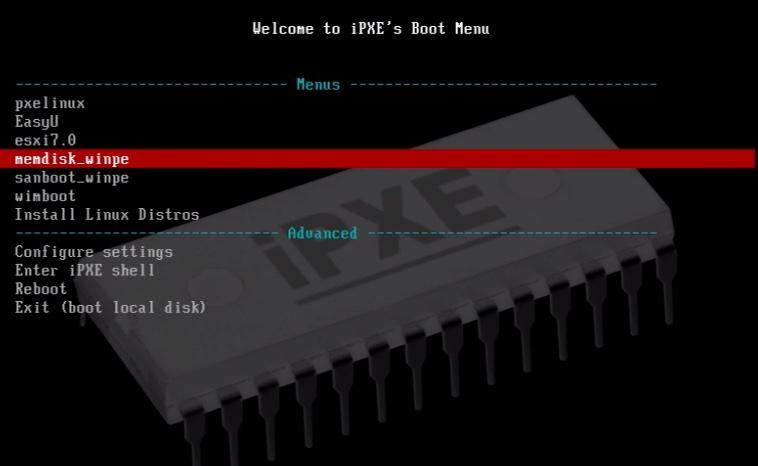 Welcome to iPXE's Boot Menu
------------------------------- Menus -----------------------------------
pxelinux
EasyU
esxi7.0
memdisk_winpe
sanboot_winpe
wimboot
Install Linux Distros
------------------------------ Advanced ---------------------------------
Configure settings
Enter iPXE shell
Reboot
Exit (boot local disk)
iPXE